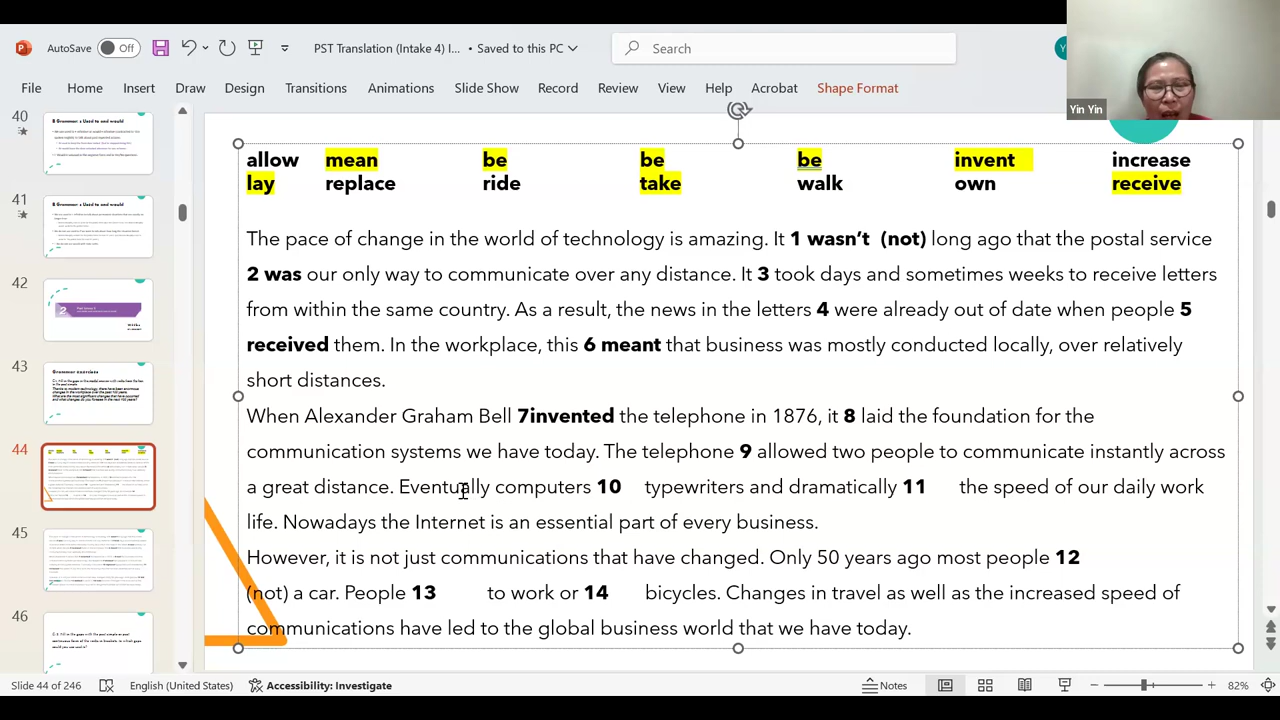 AutoSave Off PST Translation (Intake 4) I... • Saved to this PC Search
Yin Yin
File Home Insert Draw Design Transitions Animations Slide Show Record Review View Help Acrobat Shape Format
40
41
42
43
Grammar exercises
44
45
46
allow mean be be be invent increase
lay replace ride take walk own receive
The pace of change in the world of technology is amazing. It 1 wasn't (not) long ago that the postal service
2 was our only way to communicate over any distance. It 3 took days and sometimes weeks to receive letters
from within the same country. As a result, the news in the letters 4 were already out of date when people 5
received them. In the workplace, this 6 meant that business was mostly conducted locally, over relatively
short distances.
When Alexander Graham Bell 7invented the telephone in 1876, it 8 laid the foundation for the
communication systems we have today. The telephone 9 allowed two people to communicate instantly across
a great distance. Eventually computers 10 typewriters and dramatically 11 the speed of our daily work
life. Nowadays the Internet is an essential part of every business.
However, it is not just communications that have changed. Only 50 years ago most people 12
(not) a car. People 13 to work or 14 bicycles. Changes in travel as well as the increased speed of
communications have led to the global business world that we have today.
Slide 44 of 246 English (United States) Accessibility: Investigate Notes 82%